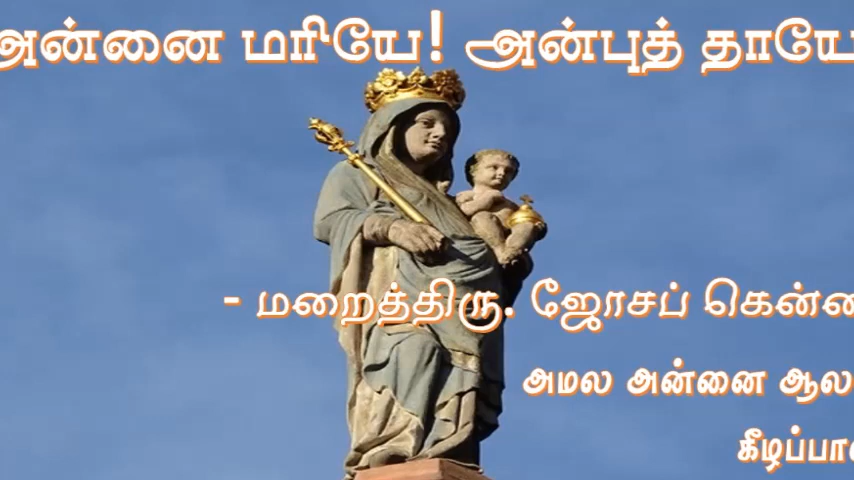 அன்னை மரியே! அன்புத் தாயே
- மறைத்திரு. ஜோசப்
அமல அன்னை